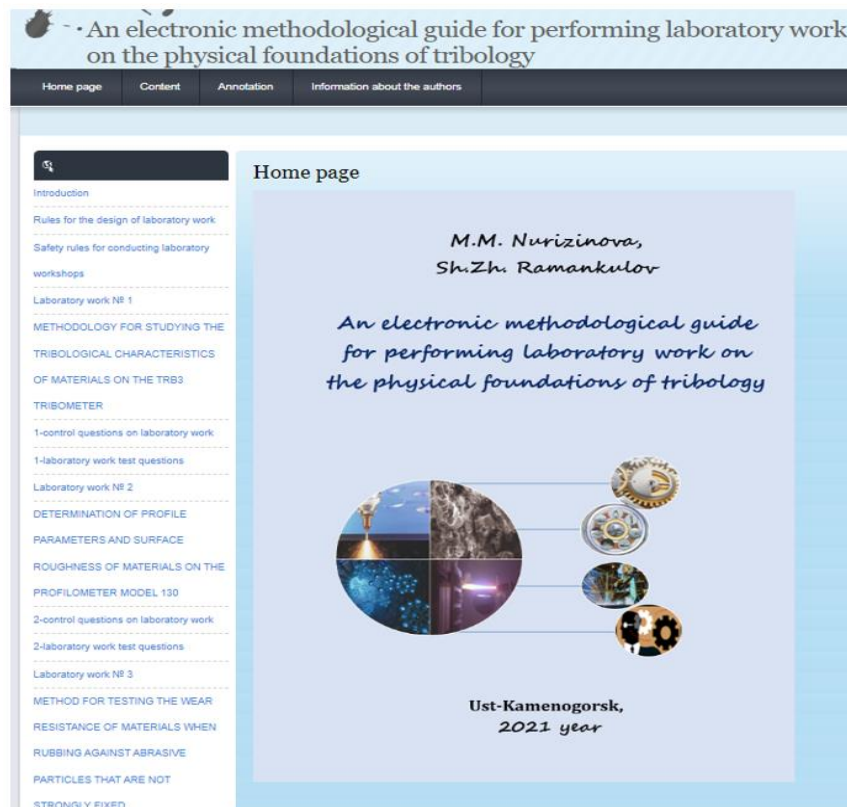 An electronic methodological guide for performing laboratory work
on the physical foundations of tribology
Home page
Content
Annotation
Information about the authors
Introduction
Rules for the design of laboratory work
Safety rules for conducting laboratory
workshops
Laboratory work № 1
METHODOLOGY FOR STUDYING THE
TRIBOLOGICAL CHARACTERISTICS
OF MATERIALS ON THE TRB3
TRIBOMETER
1-control questions on laboratory work
1-laboratory work test questions
Laboratory work № 2
DETERMINATION OF PROFILE
PARAMETERS AND SURFACE
ROUGHNESS OF MATERIALS ON THE
PROFILOMETER MODEL 130
2-control questions on laboratory work
2-laboratory work test questions
Laboratory work № 3
METHOD FOR TESTING THE WEAR
RESISTANCE OF MATERIALS WHEN
RUBBING AGAINST ABRASIVE
PARTICLES THAT ARE NOT
STRONGLY FIXED
Home page
M.M. Nurizinova,
Sh.Zh. Ramankulov
An electronic methodological guide
for performing laboratory work on
the physical foundations of tribology
Ust-Kamenogorsk,
2021 year